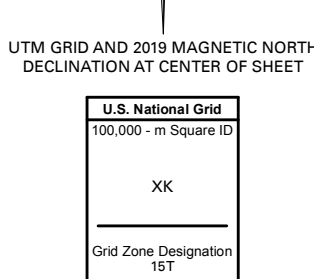 UTM GRID AND 2019 MAGNETIC NORTH
DECLINATION AT CENTER OF SHEET
U.S. National Grid
100,000 - m Square ID
XK
Grid Zone Designation
15T